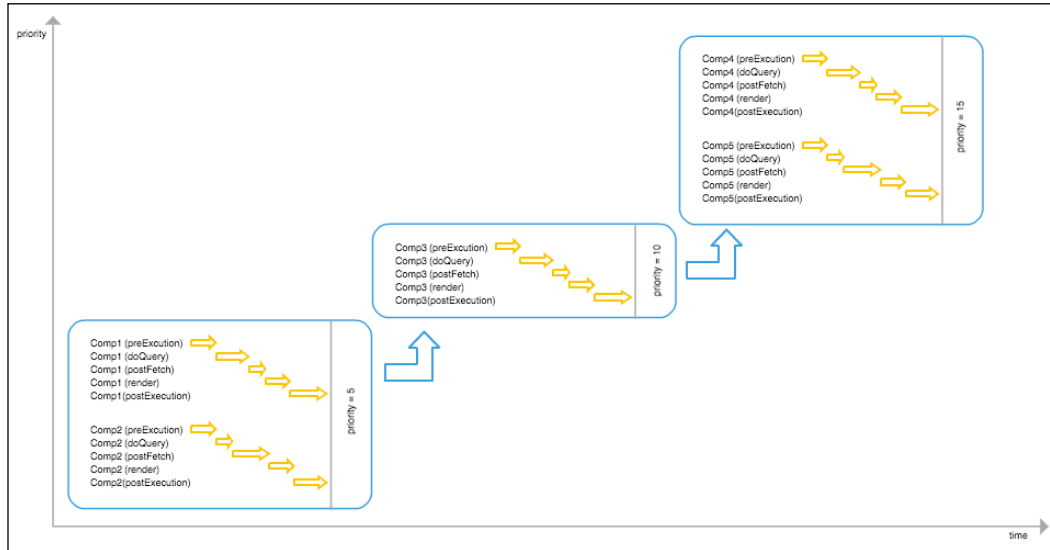 priority
Comp4 (preExcution)
Comp4 (doQuery)
Comp4 (postFetch)
Comp4 (render)
Comp4(postExecution)
Comp5 (preExcution)
Comp5 (doQuery)
Comp5 (postFetch)
Comp5 (render)
Comp5(postExecution)
priority = 15
Comp3 (preExcution)
Comp3 (doQuery)
Comp3 (postFetch)
Comp3 (render)
Comp3(postExecution)
priority = 10
Comp1 (preExcution)
Comp1 (doQuery)
Comp1 (postFetch)
Comp1 (render)
Comp1(postExecution)
Comp2 (preExcution)
Comp2 (doQuery)
Comp2 (postFetch)
Comp2 (render)
Comp2(postExecution)
priority = 5
time